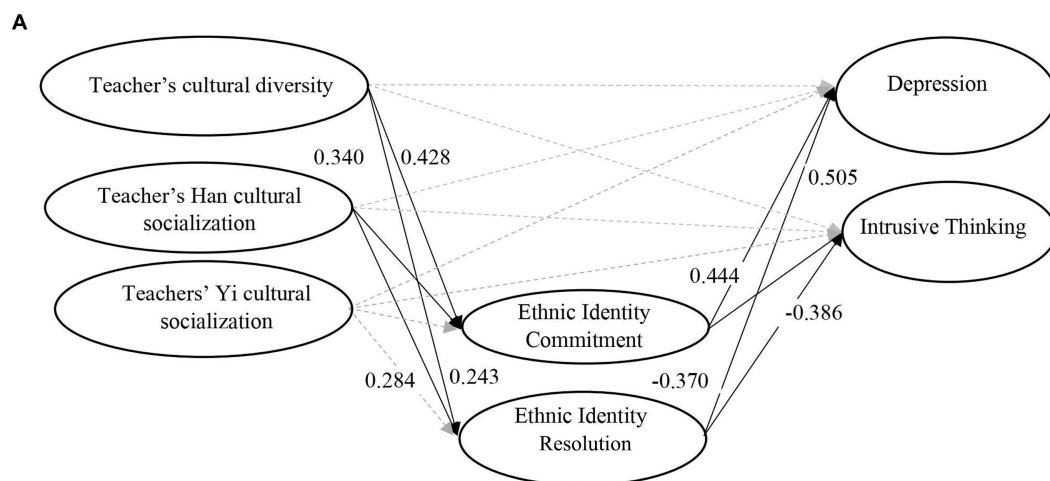 A
Teacher's cultural diversity
Depression
0.340
0.428
0.505
Teacher's Han cultural
socialization
Intrusive Thinking
0.444
Teachers' Yi cultural
socialization
-0.386
Ethnic Identity
Commitment
0.284
0.243
-0.370
Ethnic Identity
Resolution